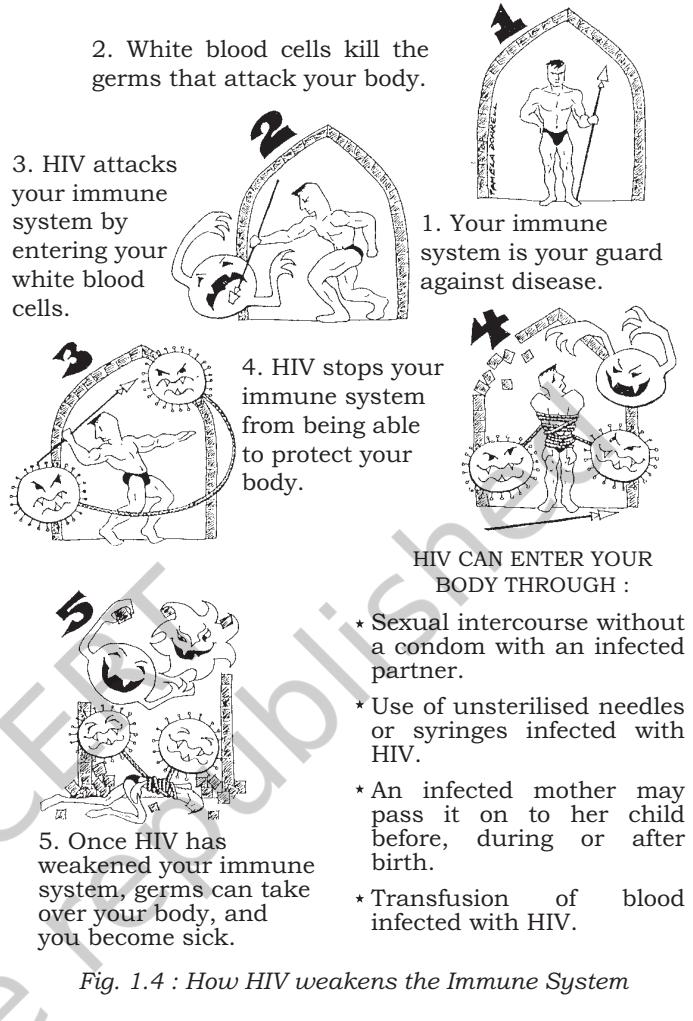 1
1. Your immune
system is your guard
against disease.
2. White blood cells kill the
germs that attack your body.
2
3. HIV attacks
your immune
system by
entering your
white blood
cells.
3
4. HIV stops your
immune system
from being able
to protect your
body.
4
5
5. Once HIV has
weakened your immune
system, germs can take
over your body, and
you become sick.
HIV CAN ENTER YOUR
BODY THROUGH :
* Sexual intercourse without
a condom with an infected
partner.
* Use of unsterilised needles
or syringes infected with
HIV.
* An infected mother may
pass it on to her child
before, during or after
birth.
* Transfusion of blood
infected with HIV.
Fig. 1.4 : How HIV weakens the Immune System
republished